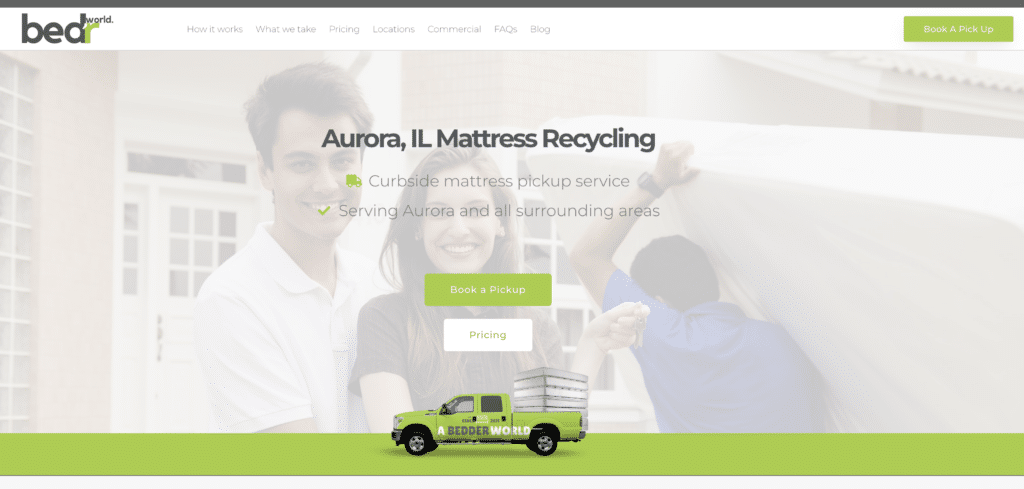 bedr world.
How it works What we take Pricing Locations Commercial FAQs Blog
Book A Pick Up
Aurora, IL Mattress Recycling
Curbside mattress pickup service
Serving Aurora and all surrounding areas
Book a Pickup
Pricing
A BEDDER WORLD